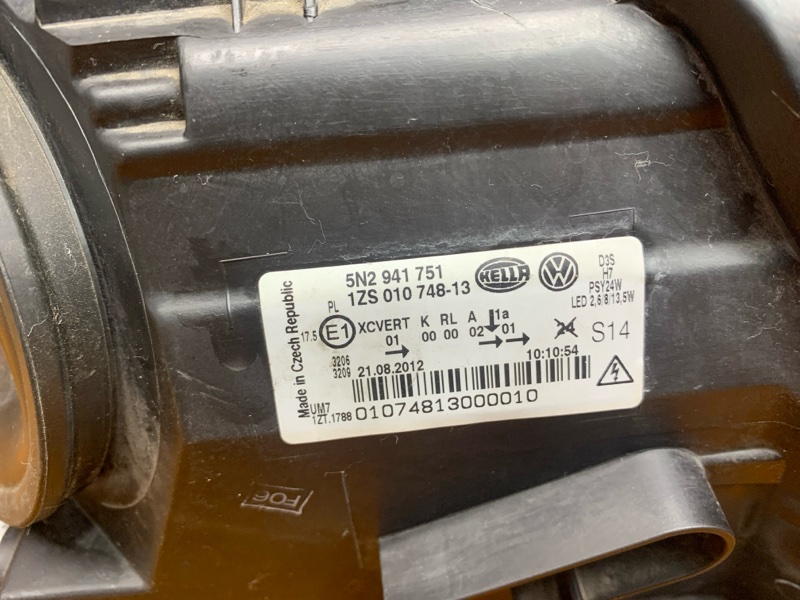 Made in Czech Republic
5N2 941 751
1ZS 010 748-13
HELLA
D3S
H7
PSY24W
LED 2,6/8/13,5W
PL
17.5 E1 XCVERT K RL A 1a
01 00 00 02 01
24 S14
3206
3209 21.08.2012 10:10:54
UM7
1ZT.1788 01074813000010
FOG